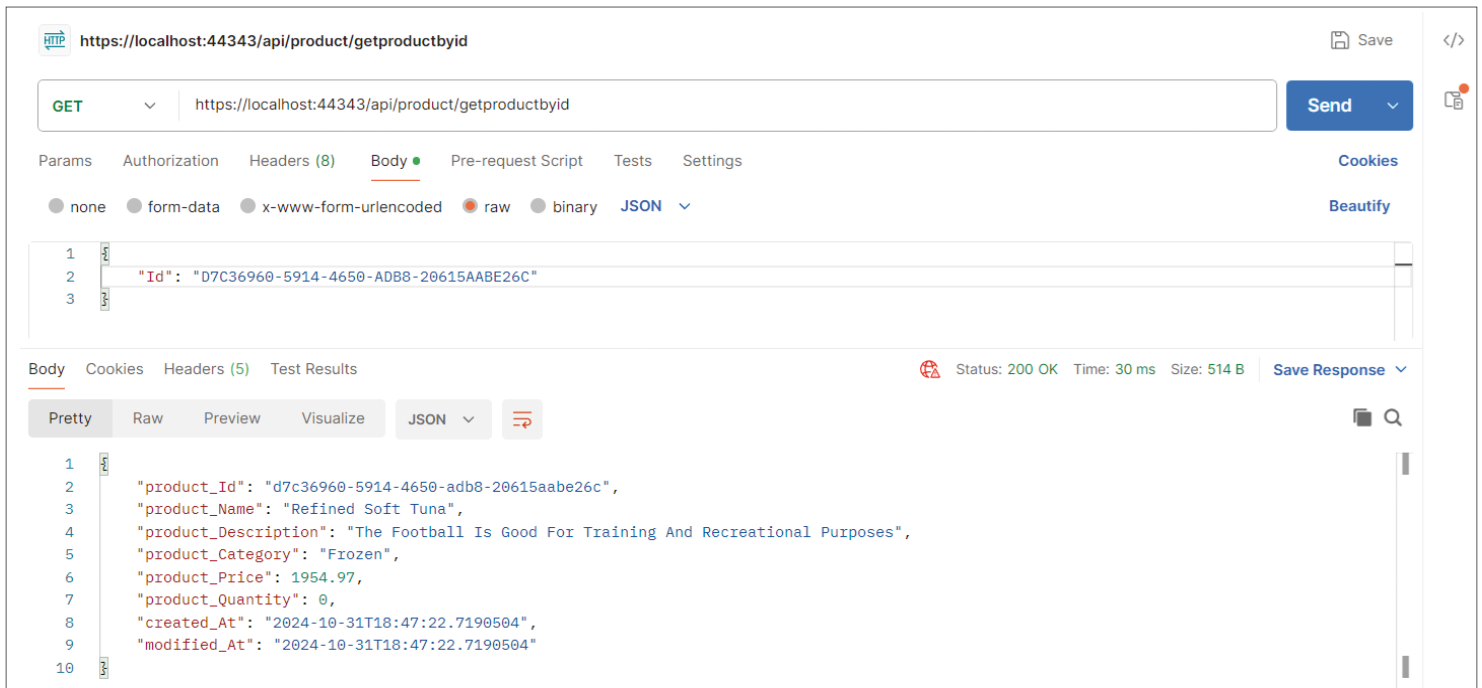 HTTP https://localhost:44343/api/product/getproductbyid Save </>
GET https://localhost:44343/api/product/getproductbyid Send
Params Authorization Headers (8) Body Pre-request Script Tests Settings Cookies
none form-data x-www-form-urlencoded raw binary JSON Beautify
1 {
2 "Id": "D7C36960-5914-4650-ADB8-20615AABE26C"
3 }
Body Cookies Headers (5) Test Results Status: 200 OK Time: 30 ms Size: 514 B Save Response
Pretty Raw Preview Visualize JSON
1 {
2 "product_Id": "d7c36960-5914-4650-adb8-20615aabe26c",
3 "product_Name": "Refined Soft Tuna",
4 "product_Description": "The Football Is Good For Training And Recreational Purposes",
5 "product_Category": "Frozen",
6 "product_Price": 1954.97,
7 "product_Quantity": 0,
8 "created_At": "2024-10-31T18:47:22.7190504",
9 "modified_At": "2024-10-31T18:47:22.7190504"
10 }